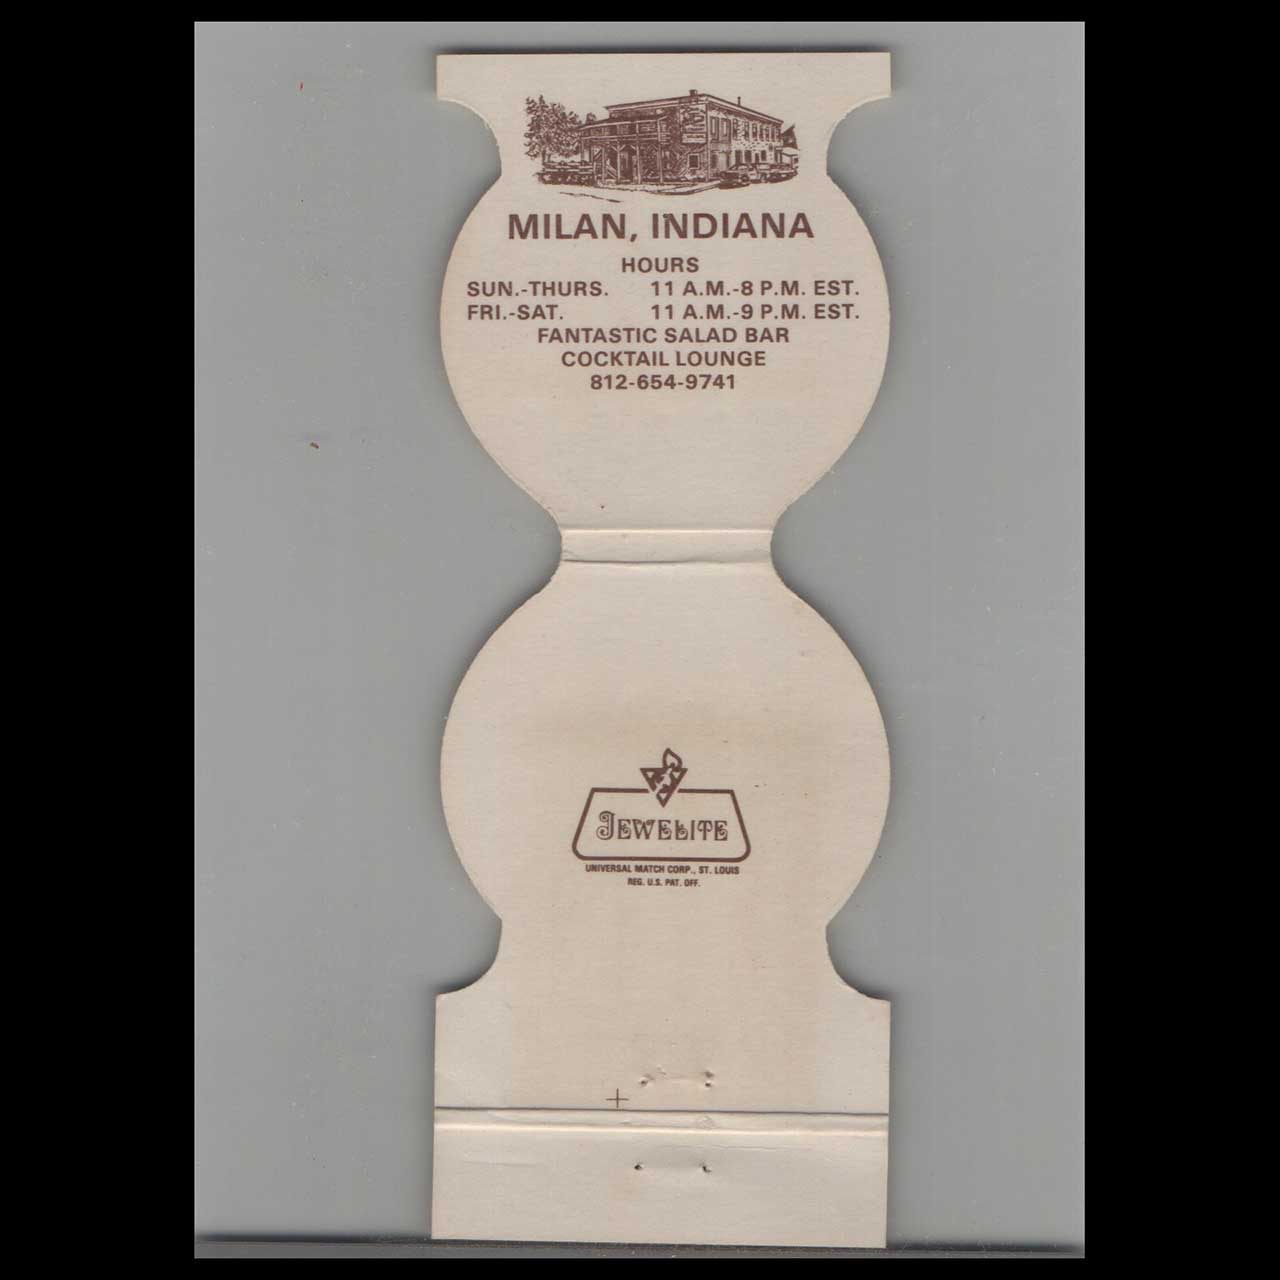 MILAN, INDIANA
HOURS
SUN.-THURS. 11 A.M.-8 P.M. EST.
FRI.-SAT. 11 A.M.-9 P.M. EST.
FANTASTIC SALAD BAR
COCKTAIL LOUNGE
812-654-9741
JEWELITE
UNIVERSAL MATCH CORP., ST. LOUIS
REG. U.S. PAT. OFF.